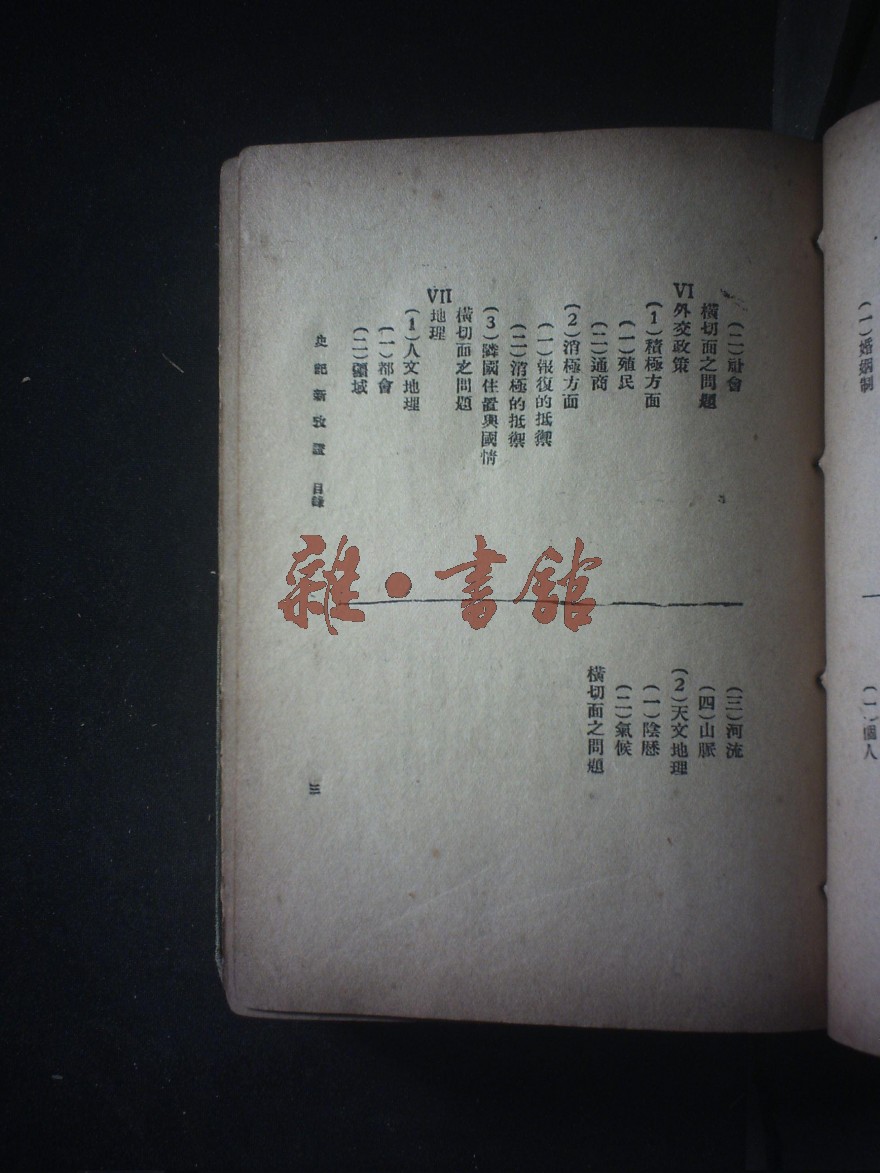 (一)婚姻制
(二)社會
橫切面之問題
VI 外交政策
(1)積極方面
(一)殖民
(二)通商
(2)消極方面
(一)報復的抵禦
(二)消極的抵禦
(3)隣國住置與國情
橫切面之問題
VII 地理
(1)人文地理
(一)都會
(二)疆域
史記新攷證 目錄
國人
(三)河流
(四)山脈
(2)天文地理
(一)陰曆
(二)氣候
橫切面之問題
三
雜·書館